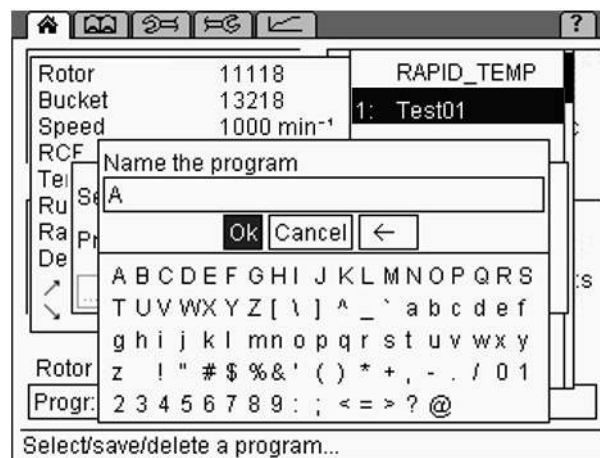 ?
Rotor 11118
Bucket 13218
Speed 1000 min⁻¹
RCF
RAPID_TEMP
1: Test01
Name the program
A
Ok Cancel ←
A B C D E F G H I J K L M N O P Q R S
T U V W X Y Z [ \ ] ^ _ ` a b c d e f
g h i j k l m n o p q r s t u v w x y
z ! " # $ % & ' ( ) * + , - . / 0 1
2 3 4 5 6 7 8 9 : ; < = > ? @
Rotor
Progr:
Select/save/delete a program...